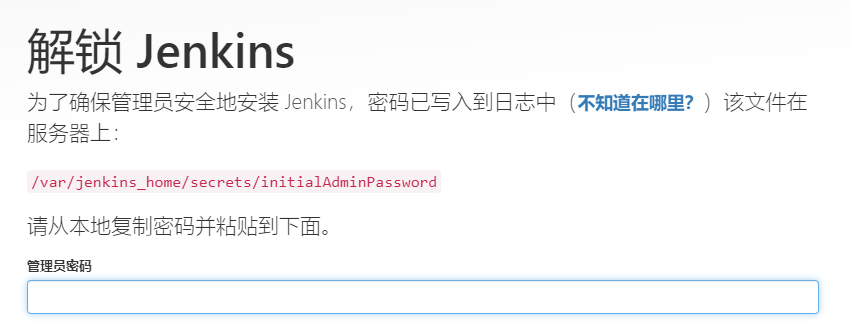 解锁 Jenkins
为了确保管理员安全地安装 Jenkins，密码已写入到日志中（不知道在哪里？）该文件在
服务器上：
/var/jenkins_home/secrets/initialAdminPassword
请从本地复制密码并粘贴到下面。
管理员密码